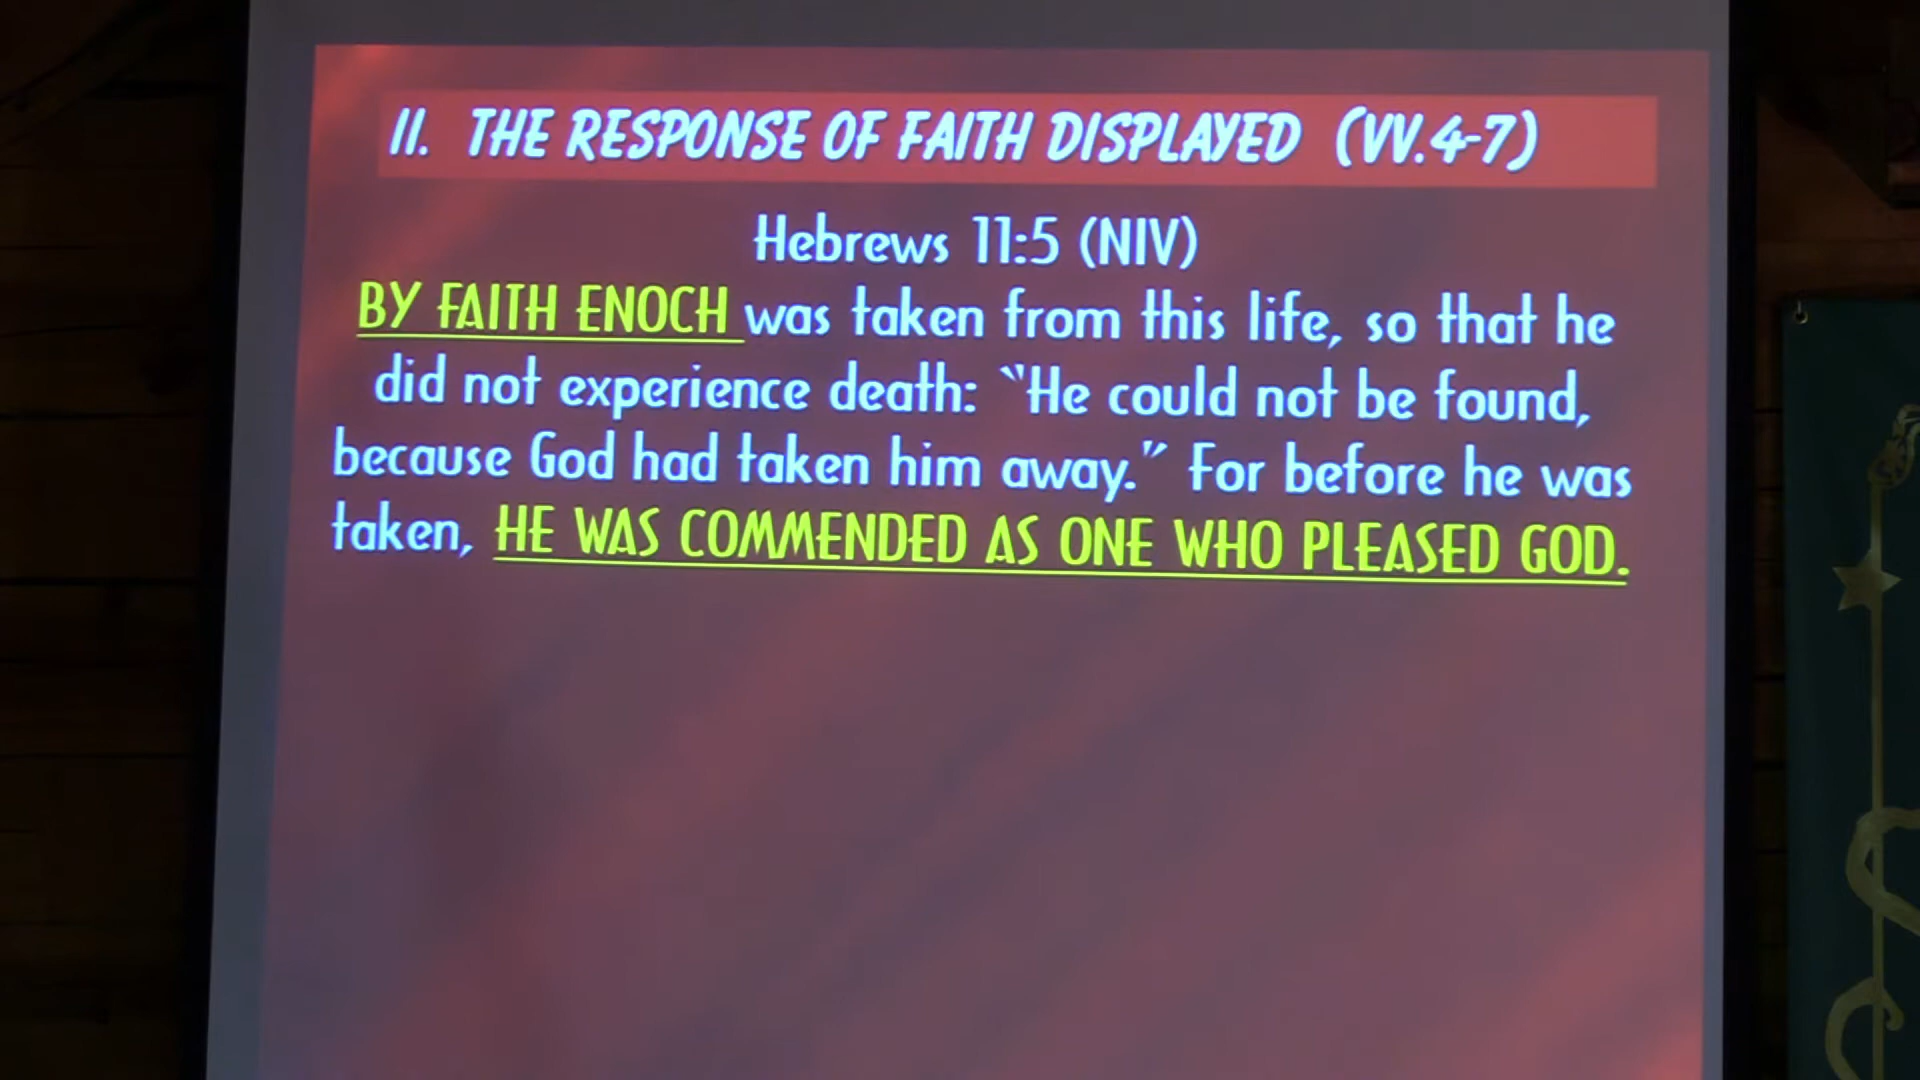 II. THE RESPONSE OF FAITH DISPLAYED (VV.4-7)
Hebrews 11:5 (NIV)
BY FAITH ENOCH was taken from this life, so that he
did not experience death: “He could not be found,
because God had taken him away.” For before he was
taken, HE WAS COMMENDED AS ONE WHO PLEASED GOD.